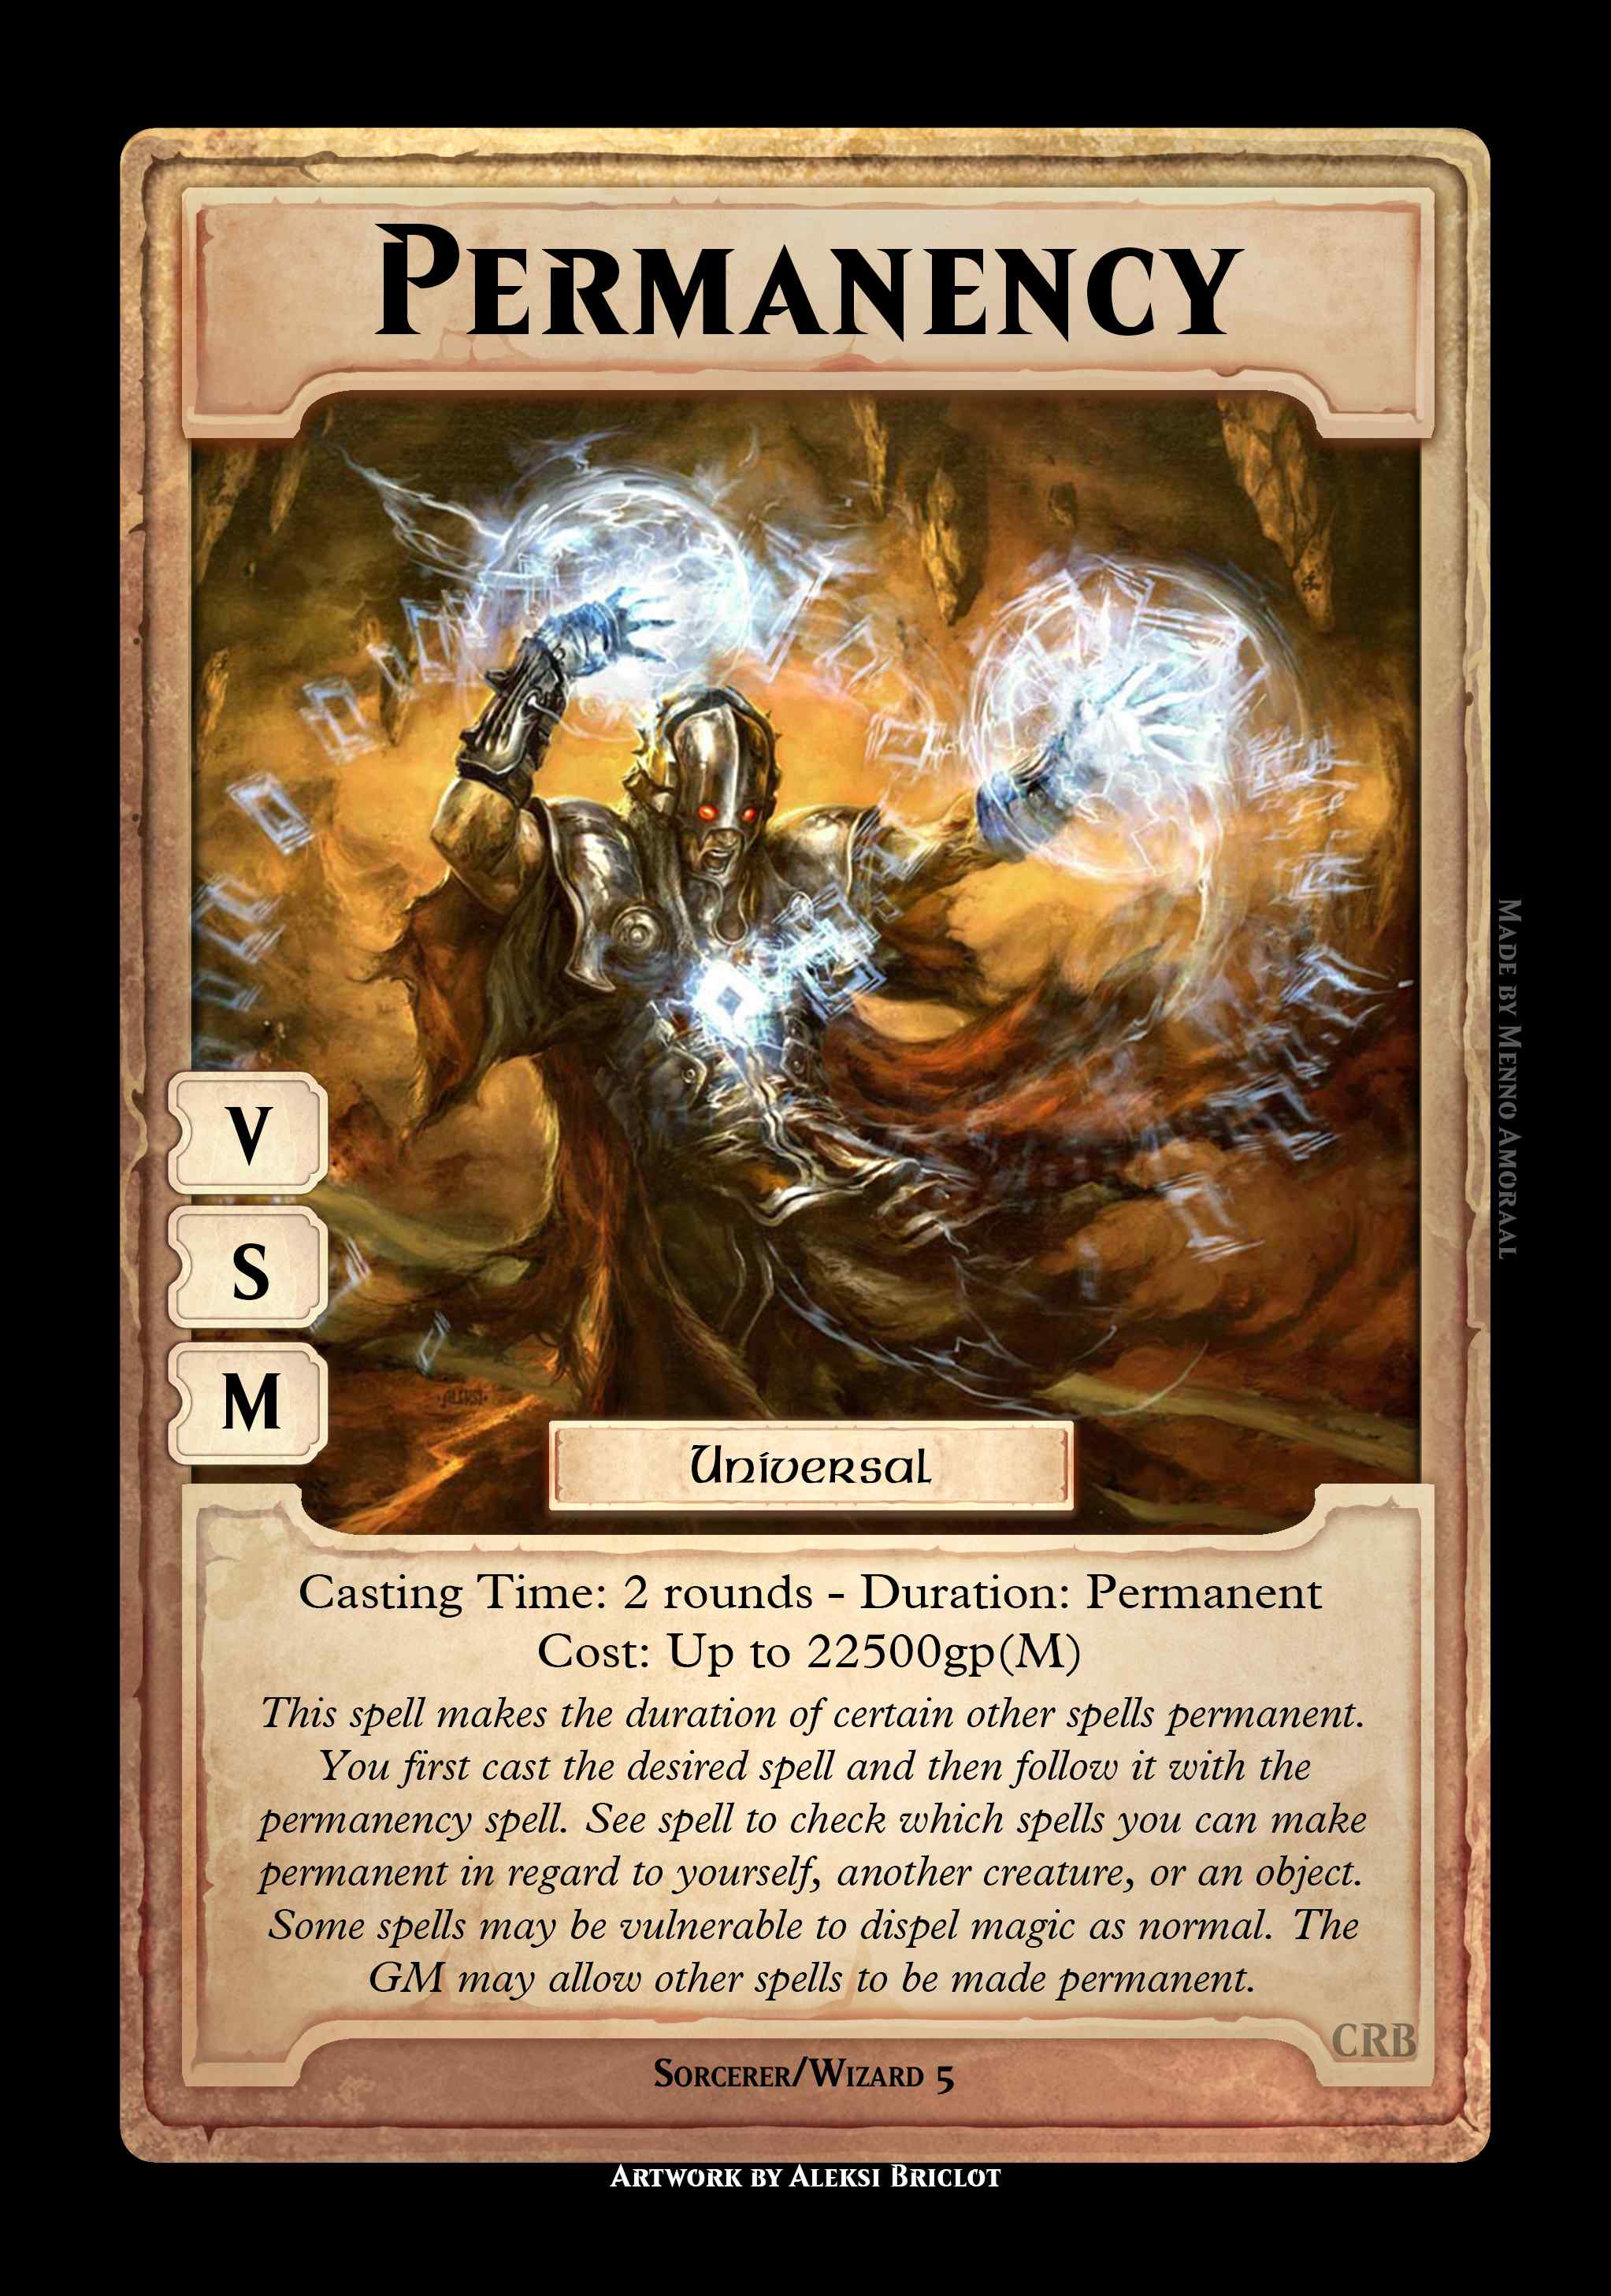 Permanency
V
S
M
Universal
Casting Time: 2 rounds - Duration: Permanent
Cost: Up to 22500gp(M)
This spell makes the duration of certain other spells permanent.
You first cast the desired spell and then follow it with the
permanency spell. See spell to check which spells you can make
permanent in regard to yourself, another creature, or an object.
Some spells may be vulnerable to dispel magic as normal. The
GM may allow other spells to be made permanent.
CRB
Sorcerer/Wizard 5
Artwork by Aleksi Briclot
Made by Menno Amoraal
ALEKSI